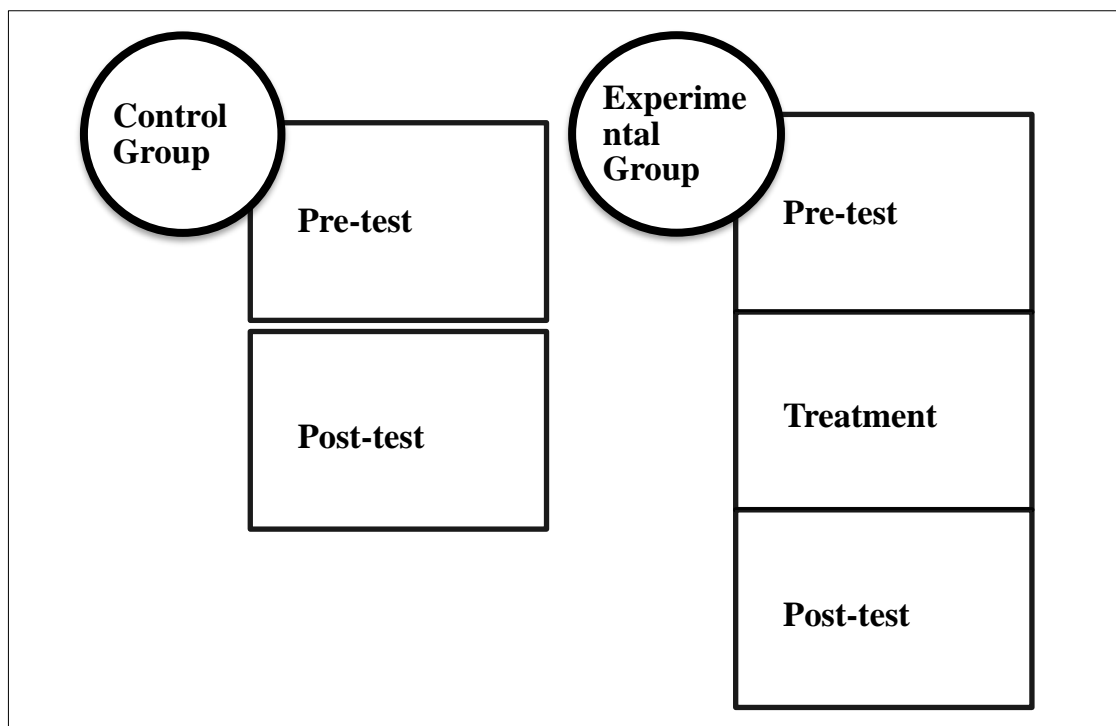 Control
Group
Pre-test
Post-test
Experime
ntal
Group
Pre-test
Treatment
Post-test